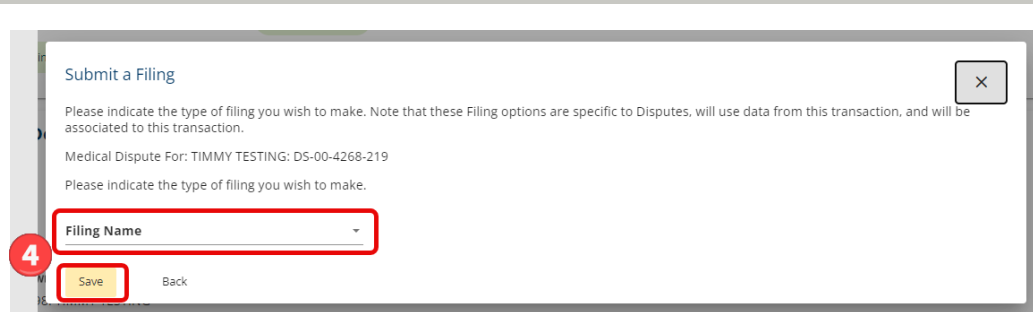 Submit a Filing
×
Please indicate the type of filing you wish to make. Note that these Filing options are specific to Disputes, will use data from this transaction, and will be
associated to this transaction.
Medical Dispute For: TIMMY TESTING: DS-00-4268-219
Please indicate the type of filing you wish to make.
Filing Name
4
Save Back